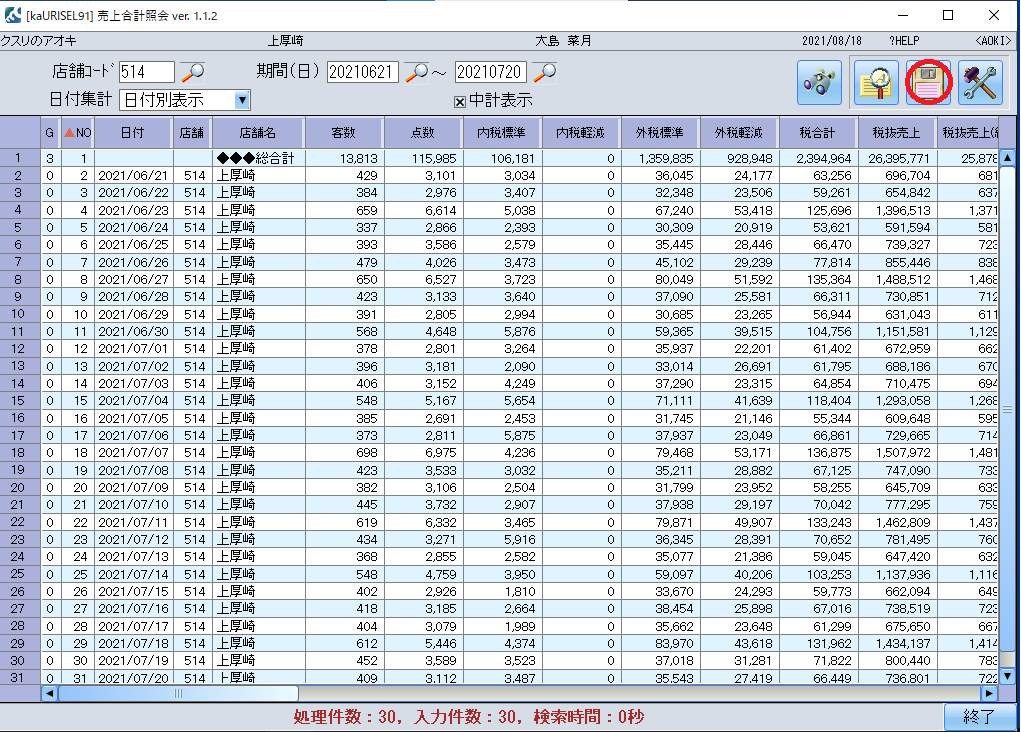 [kaURISEL91] 売上合計照会 ver. 1.1.2
クスリのアオキ 上厚崎 大島 菜月 2021/08/18 ?HELP <AOKI>
店舗コード 514 期間(日) 20210621 ～ 20210720
日付集計 日付別表示 中計表示
G NO 日付 店舗 店舗名 客数 点数 内税標準 内税軽減 外税標準 外税軽減 税合計 税抜売上 税抜売上(
1 3 1 ◆◆◆総合計 13,813 115,985 106,181 0 1,359,835 928,948 2,394,964 26,395,771 25,878
2 0 2 2021/06/21 514 上厚崎 429 3,101 3,034 0 36,045 24,177 63,256 696,704 681
3 0 3 2021/06/22 514 上厚崎 384 2,976 3,407 0 32,348 23,506 59,261 654,842 637
4 0 4 2021/06/23 514 上厚崎 659 6,614 5,038 0 67,240 53,418 125,696 1,396,513 1,371
5 0 5 2021/06/24 514 上厚崎 337 2,866 2,393 0 30,309 20,919 53,621 591,594 581
6 0 6 2021/06/25 514 上厚崎 393 3,586 2,579 0 35,445 28,446 66,470 739,327 723
7 0 7 2021/06/26 514 上厚崎 479 4,026 3,473 0 45,102 29,239 77,814 855,446 838
8 0 8 2021/06/27 514 上厚崎 650 6,527 3,723 0 80,049 51,592 135,364 1,488,512 1,468
9 0 9 2021/06/28 514 上厚崎 423 3,133 3,640 0 37,090 25,581 66,311 730,851 712
10 0 10 2021/06/29 514 上厚崎 391 2,805 2,994 0 30,685 23,265 56,944 631,043 611
11 0 11 2021/06/30 514 上厚崎 568 4,648 5,876 0 59,365 39,515 104,756 1,151,581 1,129
12 0 12 2021/07/01 514 上厚崎 378 2,801 3,264 0 35,937 22,201 61,402 672,959 662
13 0 13 2021/07/02 514 上厚崎 396 3,181 2,090 0 33,014 26,691 61,795 688,186 670
14 0 14 2021/07/03 514 上厚崎 406 3,152 4,249 0 37,290 23,315 64,854 710,475 694
15 0 15 2021/07/04 514 上厚崎 548 5,167 5,654 0 71,111 41,639 118,404 1,293,058 1,268
16 0 16 2021/07/05 514 上厚崎 385 2,691 2,453 0 31,745 21,146 55,344 609,648 595
17 0 17 2021/07/06 514 上厚崎 373 2,811 5,875 0 37,937 23,049 66,861 729,665 714
18 0 18 2021/07/07 514 上厚崎 698 6,975 4,236 0 79,468 53,171 136,875 1,507,972 1,481
19 0 19 2021/07/08 514 上厚崎 423 3,533 3,032 0 35,211 28,882 67,125 747,090 733
20 0 20 2021/07/09 514 上厚崎 382 3,106 2,504 0 31,799 23,952 58,255 645,709 633
21 0 21 2021/07/10 514 上厚崎 445 3,732 2,907 0 37,938 29,197 70,042 777,295 759
22 0 22 2021/07/11 514 上厚崎 619 6,332 3,465 0 79,871 49,907 133,243 1,462,809 1,437
23 0 23 2021/07/12 514 上厚崎 434 3,271 5,916 0 36,345 28,391 70,652 781,495 760
24 0 24 2021/07/13 514 上厚崎 368 2,855 2,582 0 35,077 21,386 59,045 647,420 632
25 0 25 2021/07/14 514 上厚崎 548 4,759 3,950 0 59,097 40,206 103,253 1,137,936 1,116
26 0 26 2021/07/15 514 上厚崎 402 2,926 1,810 0 33,670 24,293 59,773 662,094 649
27 0 27 2021/07/16 514 上厚崎 418 3,185 2,664 0 38,454 25,898 67,016 738,519 723
28 0 28 2021/07/17 514 上厚崎 404 3,079 1,989 0 35,662 23,648 61,299 675,650 667
29 0 29 2021/07/18 514 上厚崎 612 5,446 4,374 0 83,970 43,618 131,962 1,434,137 1,414
30 0 30 2021/07/19 514 上厚崎 452 3,589 3,523 0 37,018 31,281 71,822 800,440 783
31 0 31 2021/07/20 514 上厚崎 409 3,112 3,487 0 35,543 27,419 66,449 736,801 722
処理件数：30，入力件数：30，検索時間：0秒
終了